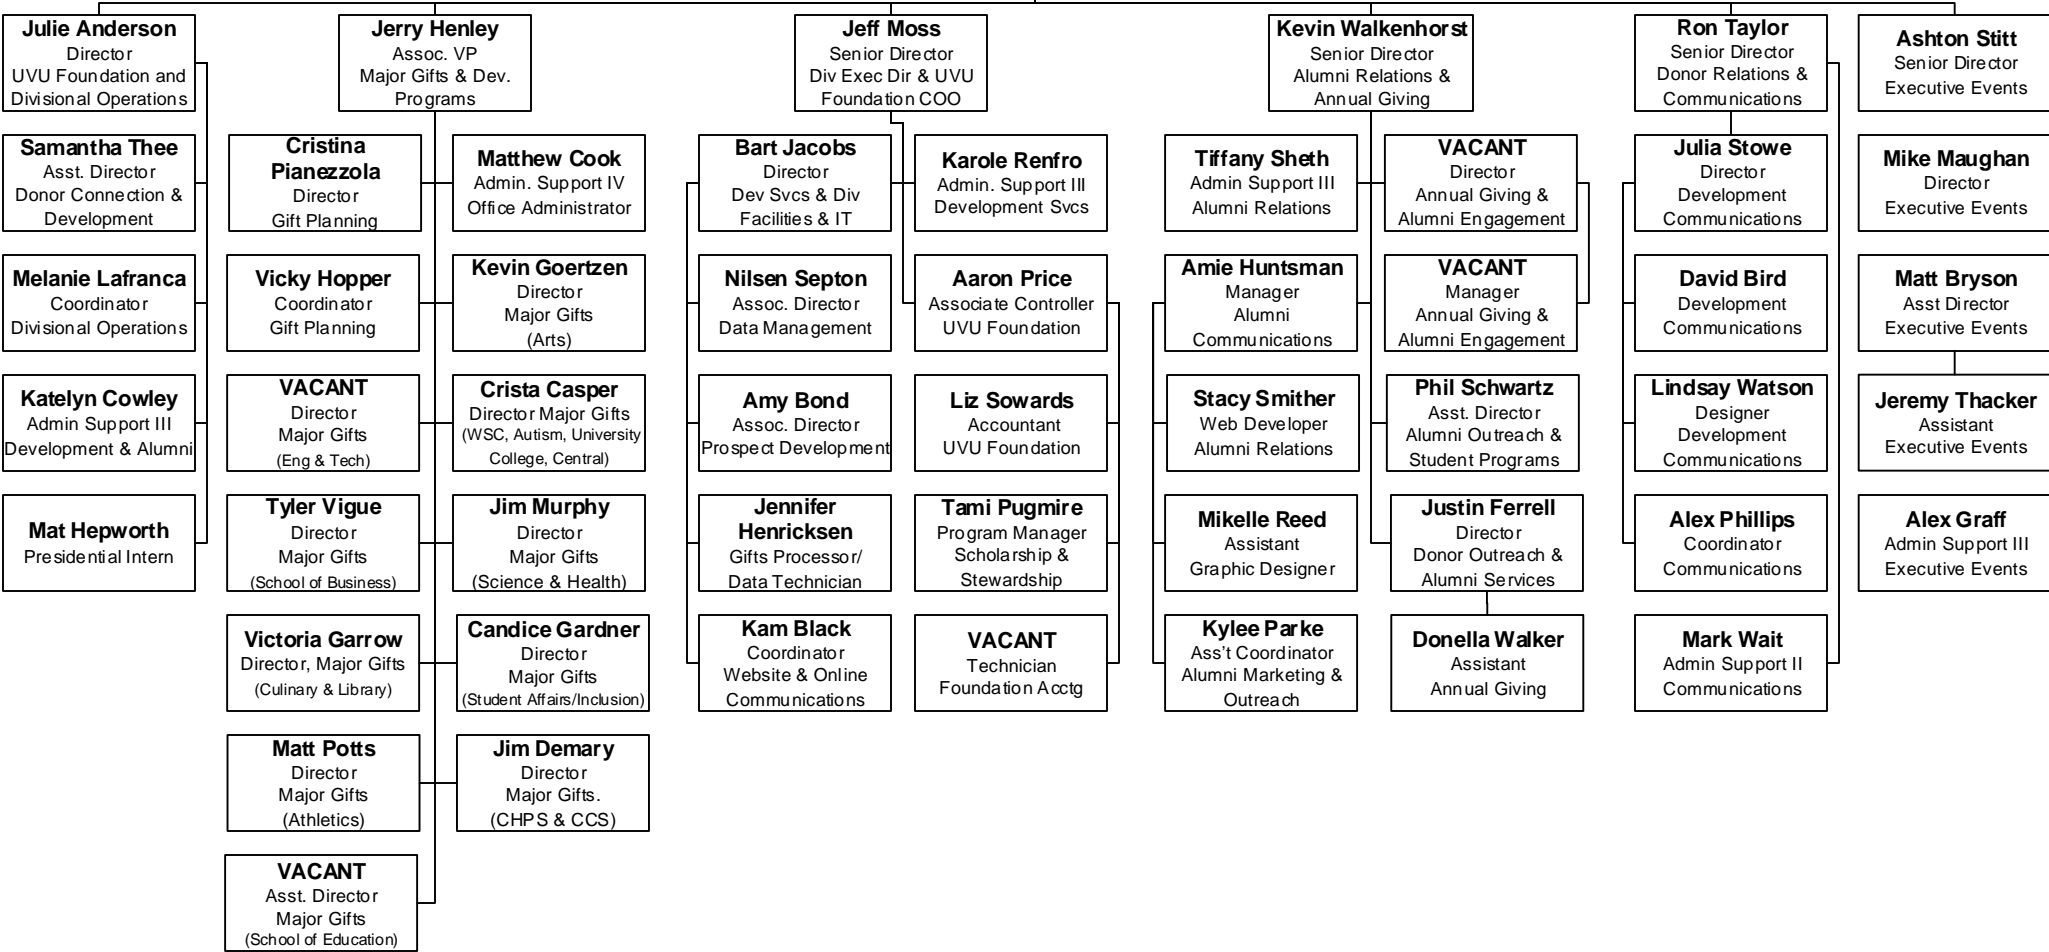 Julie Anderson
Director
UVU Foundation and
Divisional Operations
Samantha Thee
Asst. Director
Donor Connection &
Development
Melanie Lafranca
Coordinator
Divisional Operations
Katelyn Cowley
Admin Support III
Development & Alumni
Mat Hepworth
Presidential Intern
Jerry Henley
Assoc. VP
Major Gifts & Dev.
Programs
Cristina
Pianezzola
Director
Gift Planning
Matthew Cook
Admin. Support IV
Office Administrator
Vicky Hopper
Coordinator
Gift Planning
Kevin Goertzen
Director
Major Gifts
(Arts)
VACANT
Director
Major Gifts
(Eng & Tech)
Crista Casper
Director Major Gifts
(WSC, Autism, University
College, Central)
Tyler Vigue
Director
Major Gifts
(School of Business)
Jim Murphy
Director
Major Gifts
(Science & Health)
Victoria Garrow
Director, Major Gifts
(Culinary & Library)
Candice Gardner
Director
Major Gifts
(Student Affairs/Inclusion)
Matt Potts
Director
Major Gifts
(Athletics)
Jim Demary
Director
Major Gifts.
(CHPS & CCS)
VACANT
Asst. Director
Major Gifts
(School of Education)
Jeff Moss
Senior Director
Div Exec Dir & UVU
Foundation COO
Bart Jacobs
Director
Dev Svcs & Div
Facilities & IT
Karole Renfro
Admin. Support III
Development Svcs
Nilsen Septon
Assoc. Director
Data Management
Aaron Price
Associate Controller
UVU Foundation
Amy Bond
Assoc. Director
Prospect Development
Liz Sowards
Accountant
UVU Foundation
Jennifer
Henricksen
Gifts Processor/
Data Technician
Tami Pugmire
Program Manager
Scholarship &
Stewardship
Kam Black
Coordinator
Website & Online
Communications
VACANT
Technician
Foundation Acctg
Kevin Walkenhorst
Senior Director
Alumni Relations &
Annual Giving
Tiffany Sheth
Admin Support III
Alumni Relations
VACANT
Director
Annual Giving &
Alumni Engagement
Amie Huntsman
Manager
Alumni
Communications
VACANT
Manager
Annual Giving &
Alumni Engagement
Stacy Smither
Web Developer
Alumni Relations
Phil Schwartz
Asst. Director
Alumni Outreach &
Student Programs
Mikelle Reed
Assistant
Graphic Designer
Justin Ferrell
Director
Donor Outreach &
Alumni Services
Kylee Parke
Ass't Coordinator
Alumni Marketing &
Outreach
Donella Walker
Assistant
Annual Giving
Ron Taylor
Senior Director
Donor Relations &
Communications
Julia Stowe
Director
Development
Communications
David Bird
Development
Communications
Lindsay Watson
Designer
Development
Communications
Alex Phillips
Coordinator
Communications
Mark Wait
Admin Support II
Communications
Ashton Stitt
Senior Director
Executive Events
Mike Maughan
Director
Executive Events
Matt Bryson
Asst Director
Executive Events
Jeremy Thacker
Assistant
Executive Events
Alex Graff
Admin Support III
Executive Events